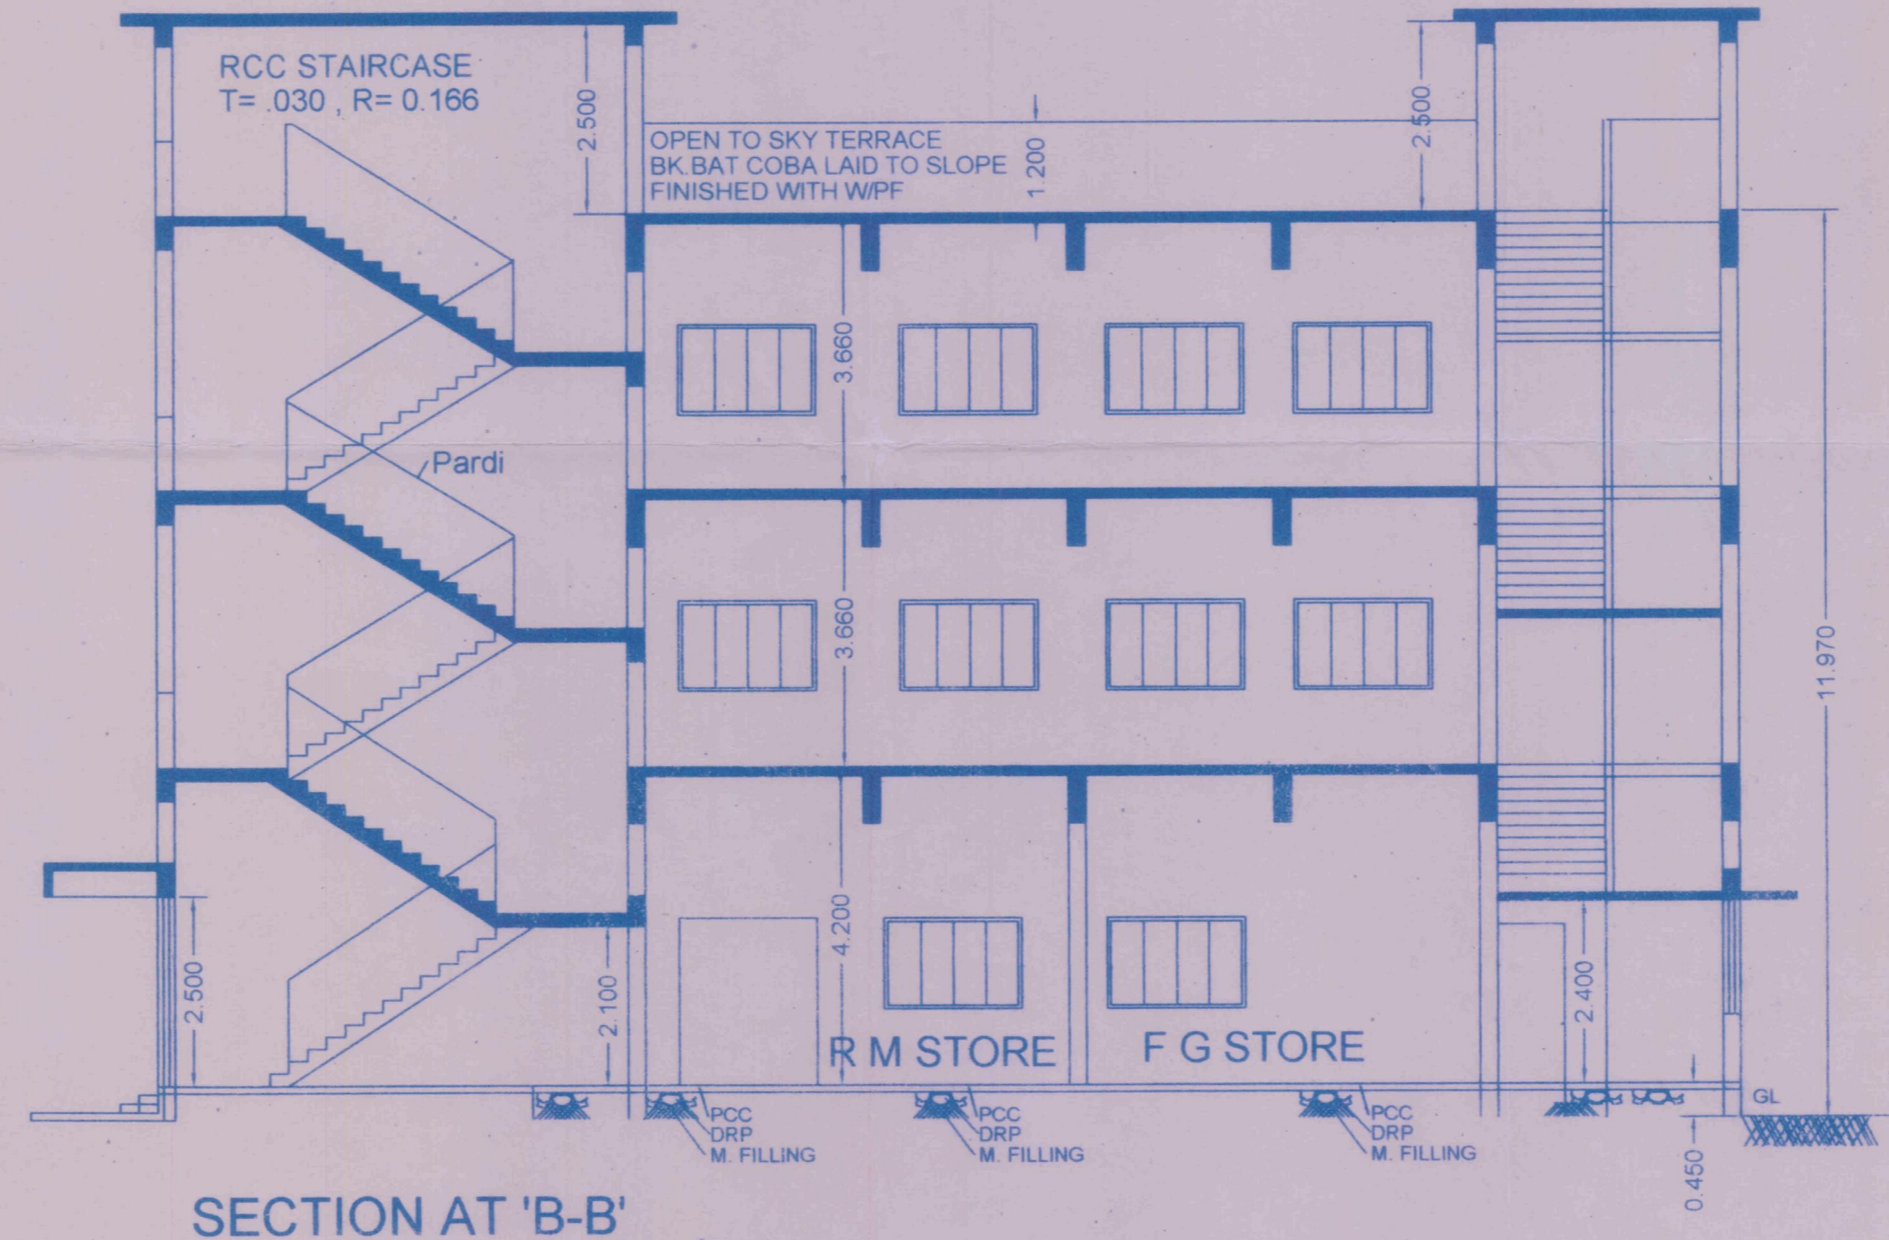 RCC STAIRCASE
T= .030 , R= 0.166
2.500
OPEN TO SKY TERRACE
BK.BAT COBA LAID TO SLOPE
FINISHED WITH W/PF
1.200
2.500
3.660
Pardi
3.660
11.970
4.200
2.500
2.100
2.400
R M STORE
F G STORE
GL
PCC
DRP
M. FILLING
PCC
DRP
M. FILLING
PCC
DRP
M. FILLING
0.450
SECTION AT 'B-B'